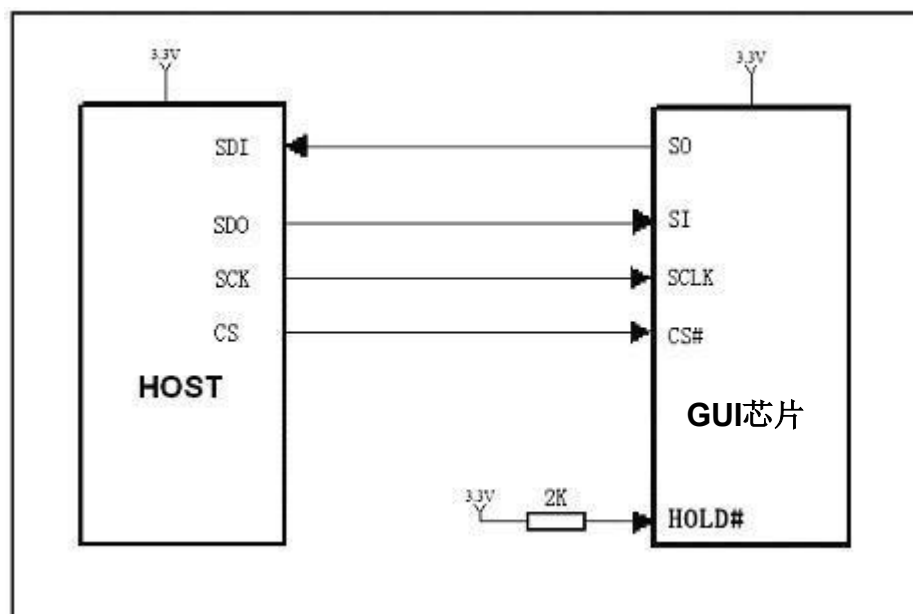 3.3V
3.3V
SDI
SO
SDO
SI
SCK
SCLK
CS
CS#
HOST
GUI芯片
3.3V
2K
HOLD#